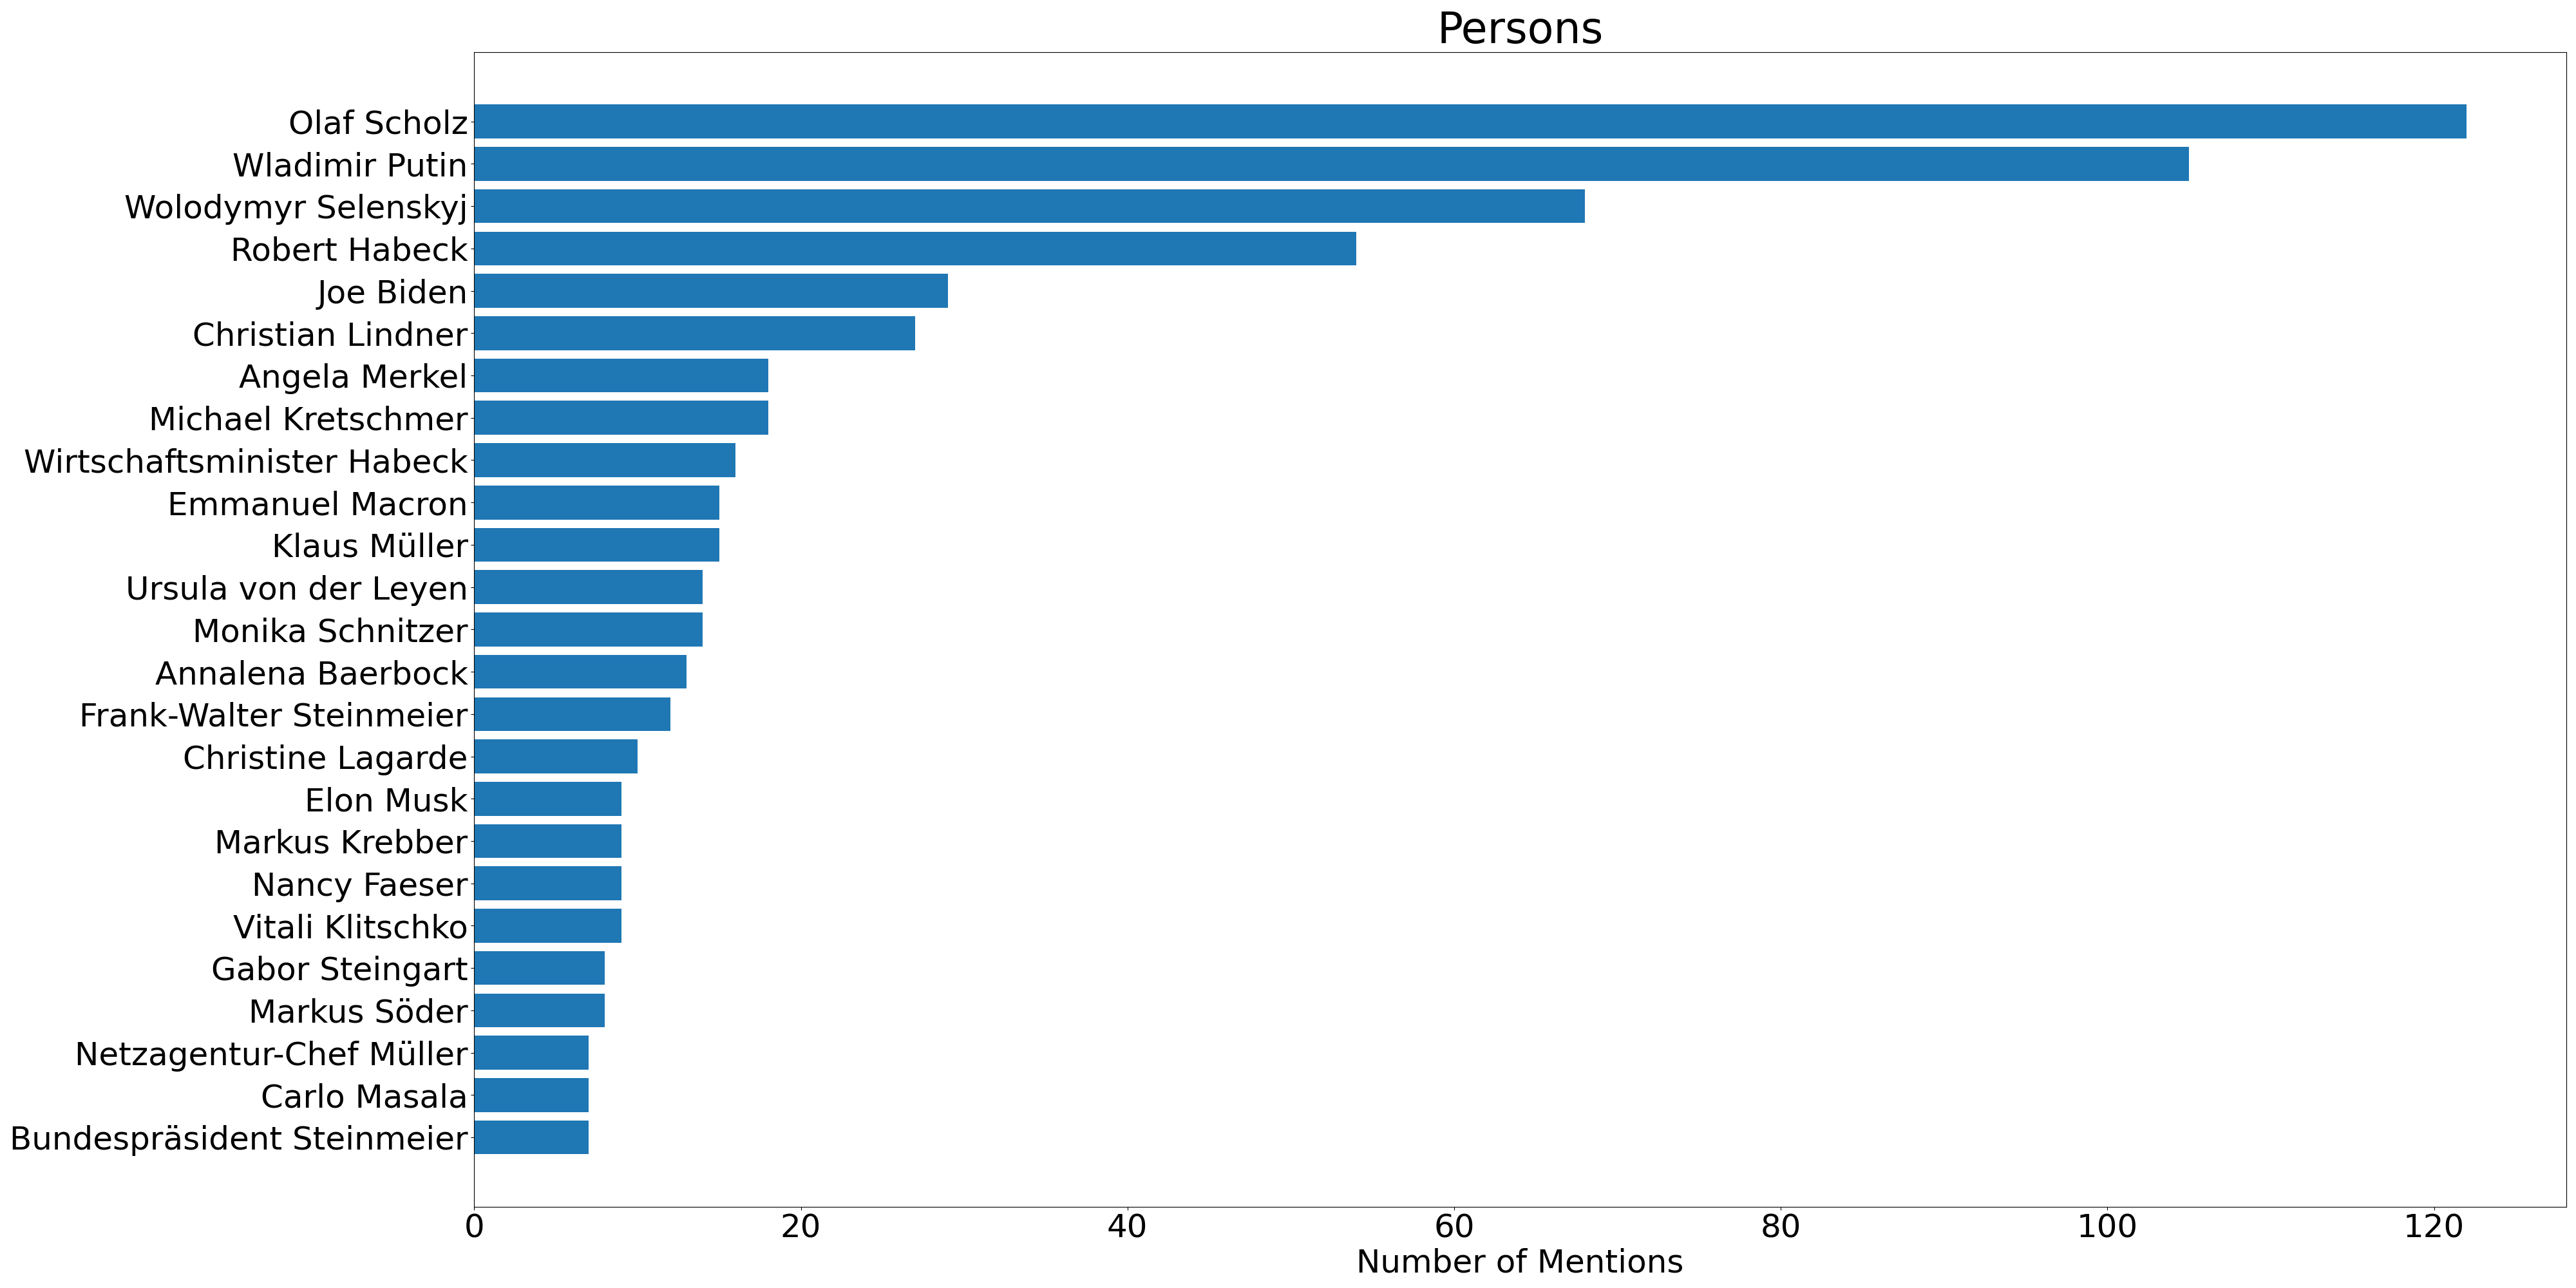 Persons
Olaf Scholz
Wladimir Putin
Wolodymyr Selenskyj
Robert Habeck
Joe Biden
Christian Lindner
Angela Merkel
Michael Kretschmer
Wirtschaftsminister Habeck
Emmanuel Macron
Klaus Müller
Ursula von der Leyen
Monika Schnitzer
Annalena Baerbock
Frank-Walter Steinmeier
Christine Lagarde
Elon Musk
Markus Krebber
Nancy Faeser
Vitali Klitschko
Gabor Steingart
Markus Söder
Netzagentur-Chef Müller
Carlo Masala
Bundespräsident Steinmeier
0 20 40 60 80 100 120
Number of Mentions